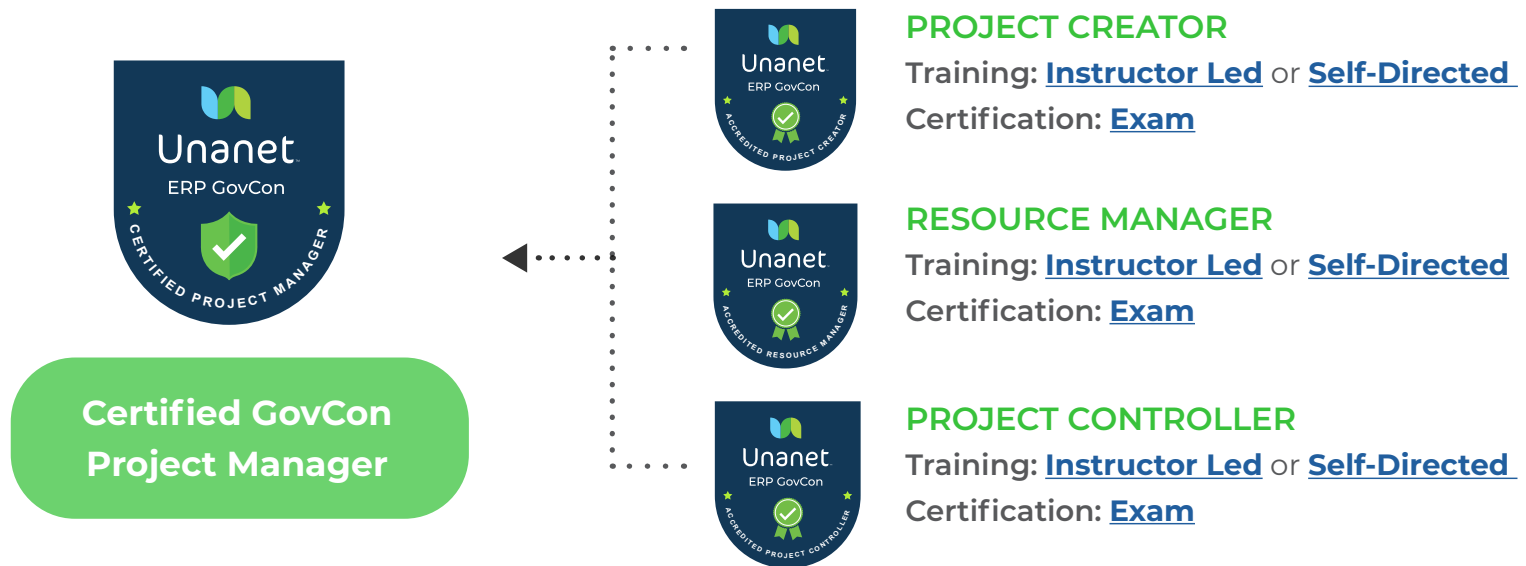 Unanet
ERP GovCon
CERTIFIED PROJECT MANAGER
Certified GovCon
Project Manager
Unanet
ERP GovCon
ACCREDITED PROJECT CREATOR
PROJECT CREATOR
Training: Instructor Led or Self-Directed
Certification: Exam
Unanet
ERP GovCon
ACCREDITED RESOURCE MANAGER
RESOURCE MANAGER
Training: Instructor Led or Self-Directed
Certification: Exam
Unanet
ERP GovCon
ACCREDITED PROJECT CONTROLLER
PROJECT CONTROLLER
Training: Instructor Led or Self-Directed
Certification: Exam